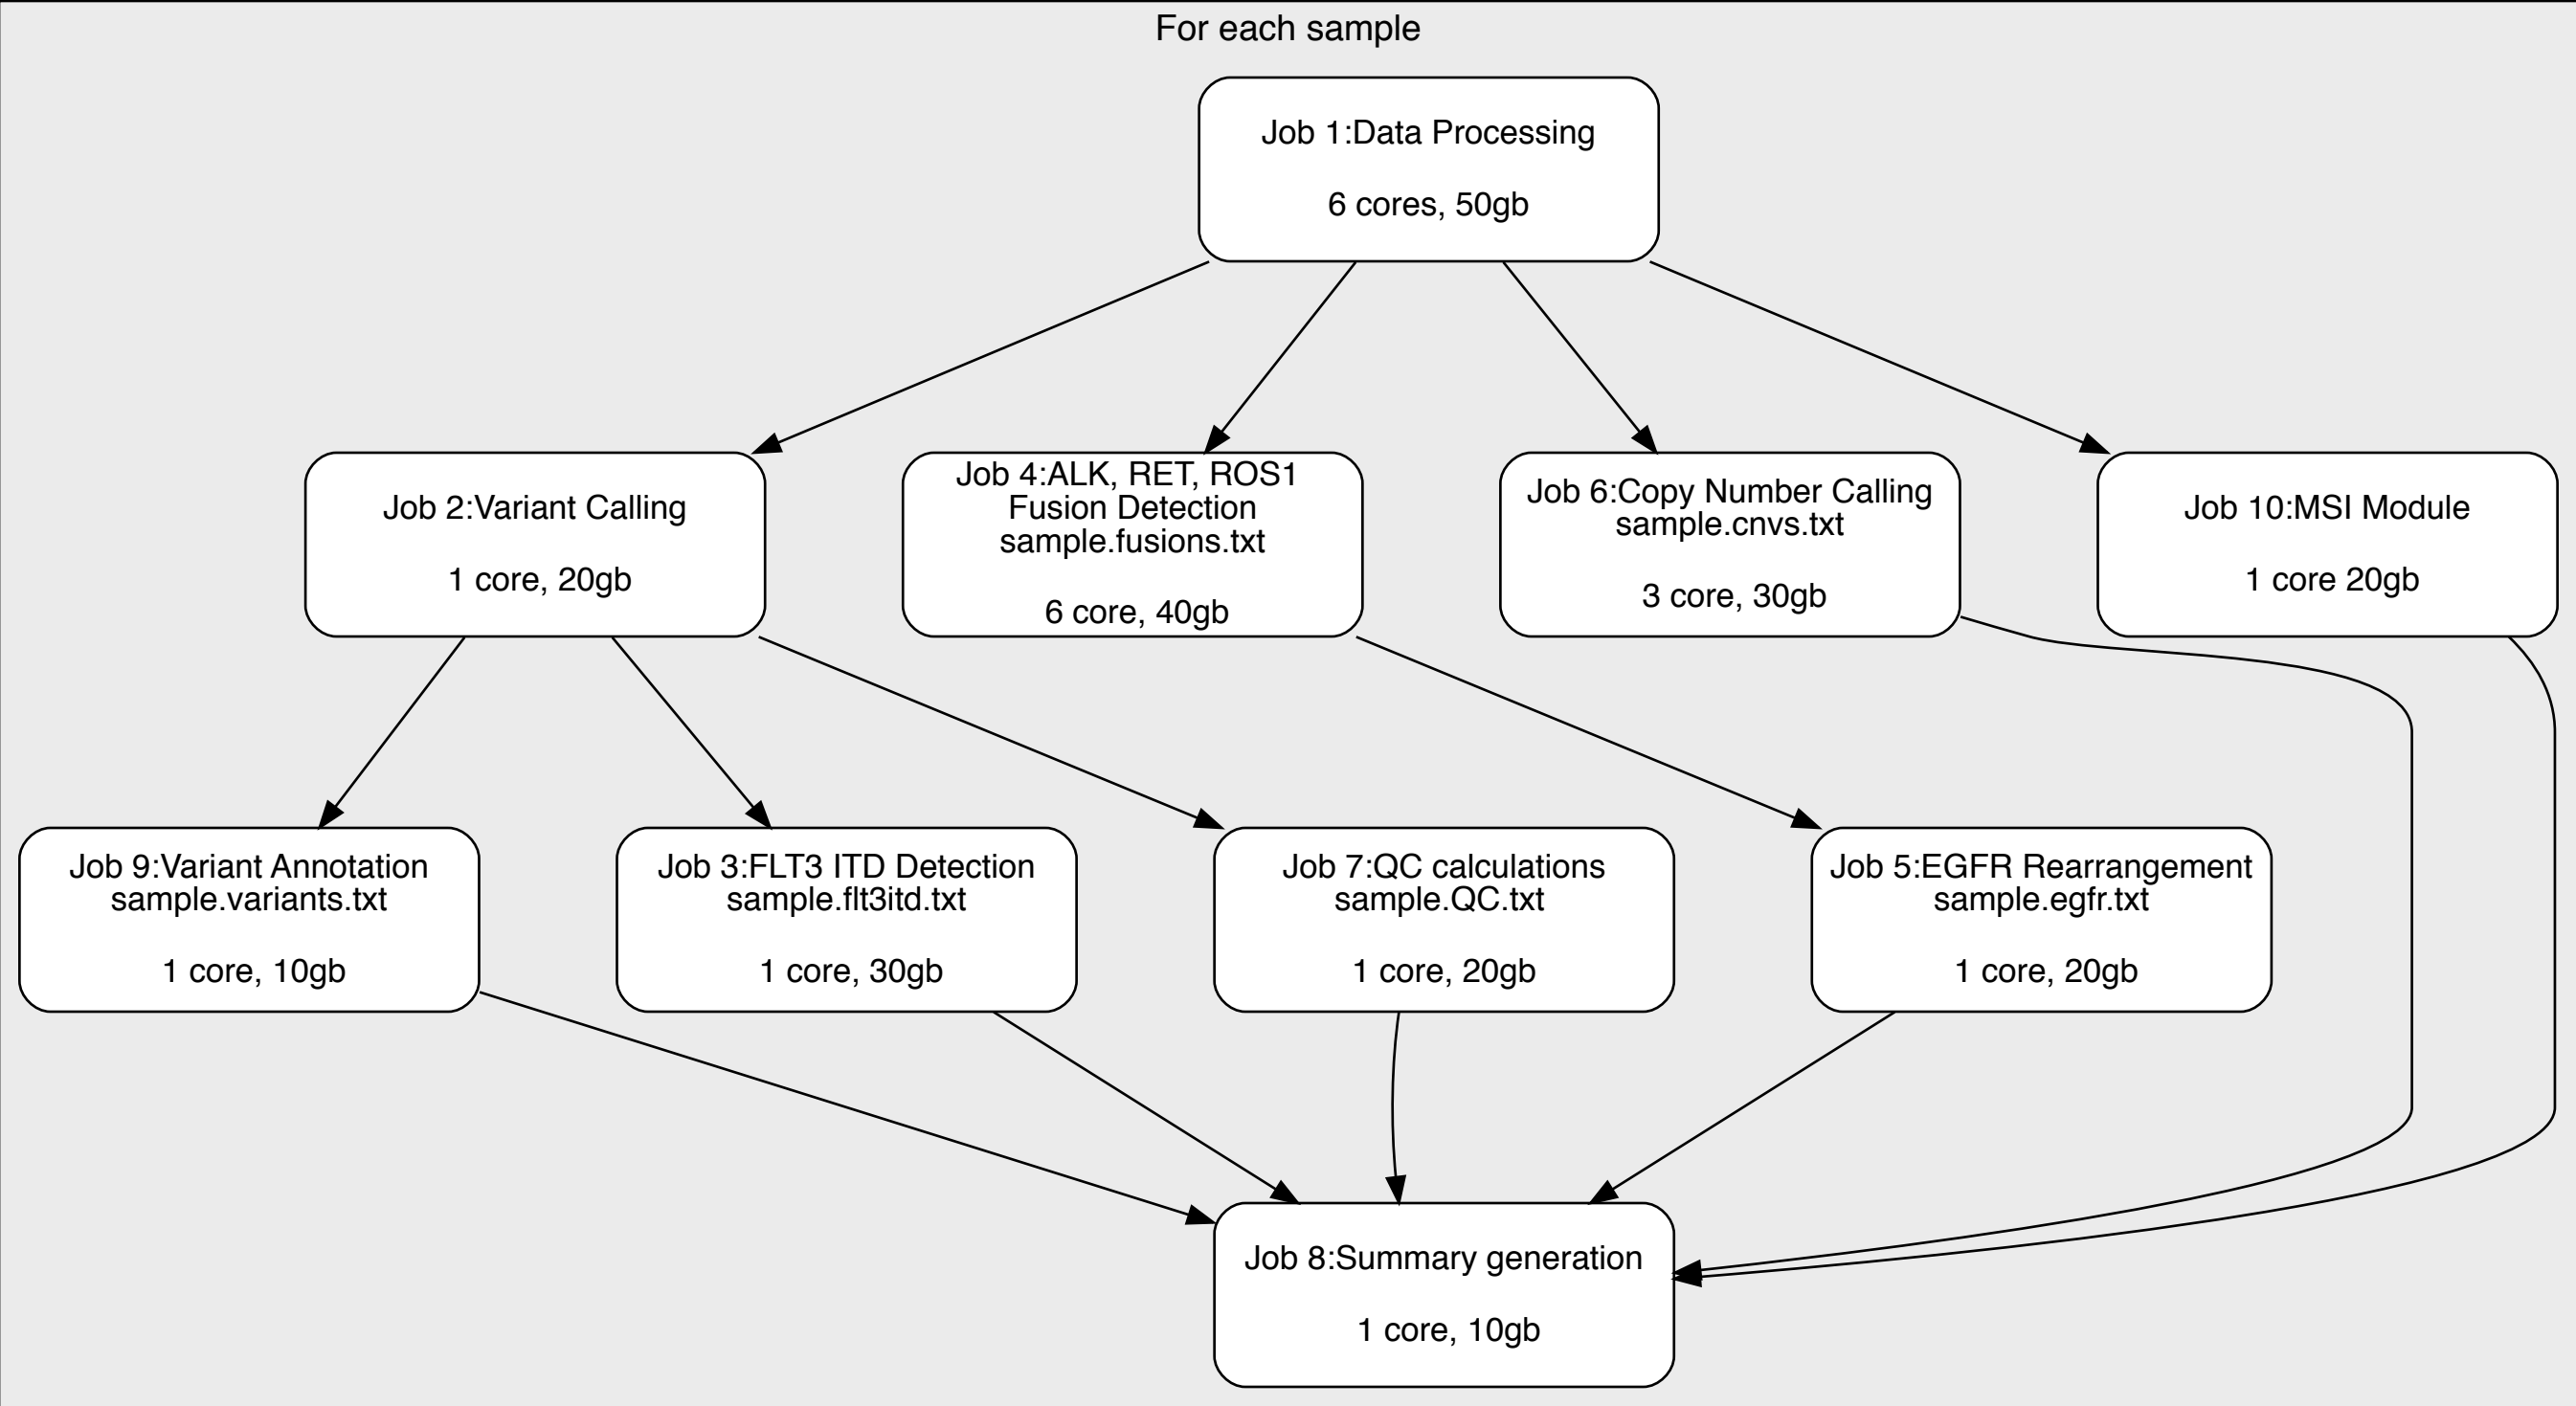 For each sample
Job 1:Data Processing
6 cores, 50gb
Job 2:Variant Calling
1 core, 20gb
Job 4:ALK, RET, ROS1
Fusion Detection
sample.fusions.txt
6 core, 40gb
Job 6:Copy Number Calling
sample.cnvs.txt
3 core, 30gb
Job 10:MSI Module
1 core 20gb
Job 9:Variant Annotation
sample.variants.txt
1 core, 10gb
Job 3:FLT3 ITD Detection
sample.flt3itd.txt
1 core, 30gb
Job 7:QC calculations
sample.QC.txt
1 core, 20gb
Job 5:EGFR Rearrangement
sample.egfr.txt
1 core, 20gb
Job 8:Summary generation
1 core, 10gb